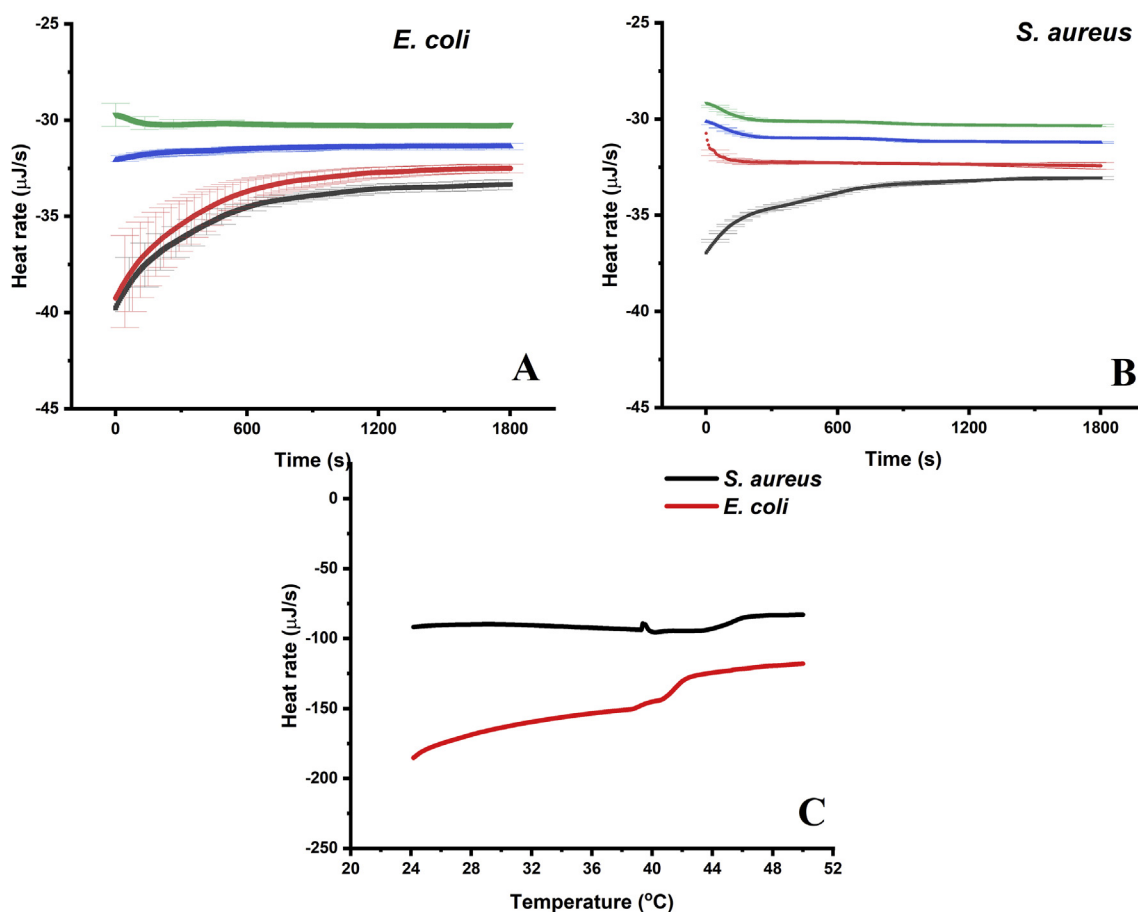 E. coli
-25
-30
-35
-40
-45
Heat rate (μJ/s)
0
600
1200
1800
Time (s)
A
S. aureus
-25
-30
-35
-40
-45
Heat rate (μJ/s)
0
600
1200
1800
Time (s)
B
S. aureus
E. coli
0
-50
-100
-150
-200
-250
Heat rate (μJ/s)
20
24
28
32
36
40
44
48
52
Temperature (°C)
C